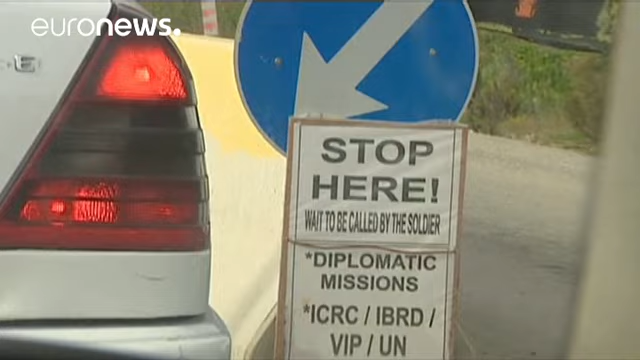 euronews.
E
STOP
HERE!
WAIT TO BE CALLED BY THE SOLDIER
*DIPLOMATIC
MISSIONS
*ICRC / IBRD /
VIP / UN